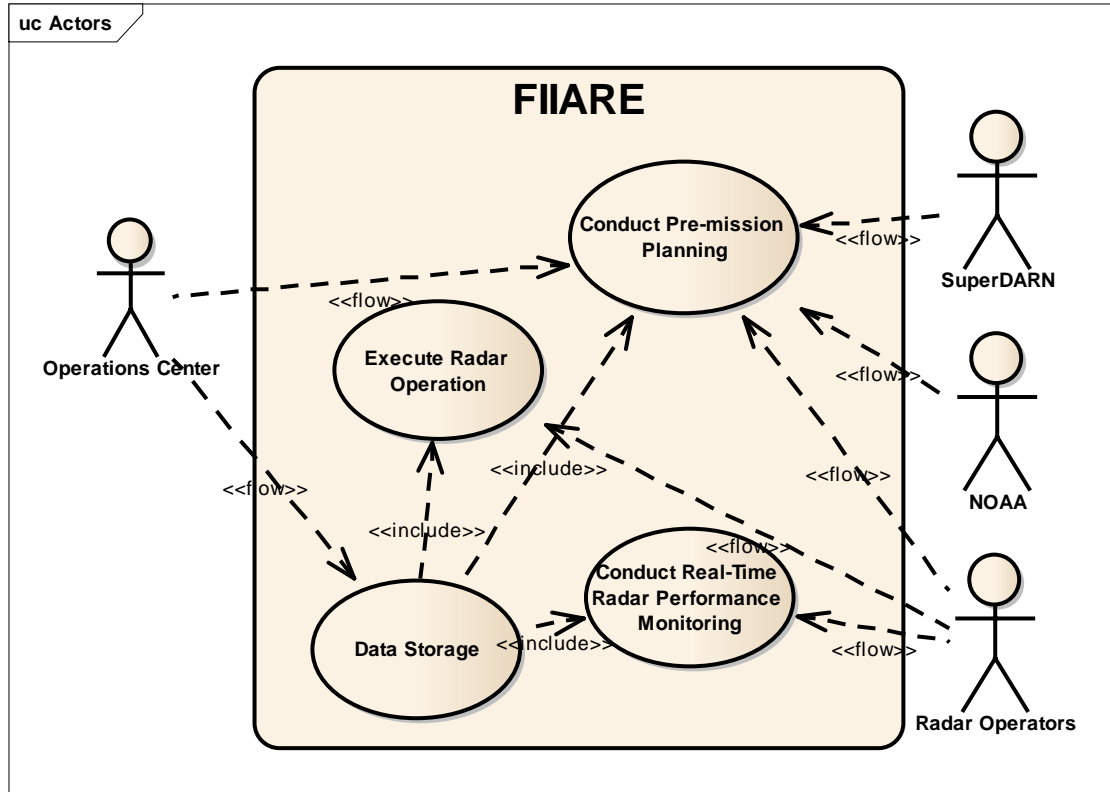 uc Actors
FIIARE
Conduct Pre-mission
Planning
<<flow>>
SuperDARN
<<flow>>
Operations Center
Execute Radar
Operation
<<flow>>
<<include>>
<<flow>>
NOAA
<<flow>>
<<include>>
<<flow>>
Conduct Real-Time
Radar Performance
Monitoring
Data Storage
<<include>>
<<flow>>
Radar Operators